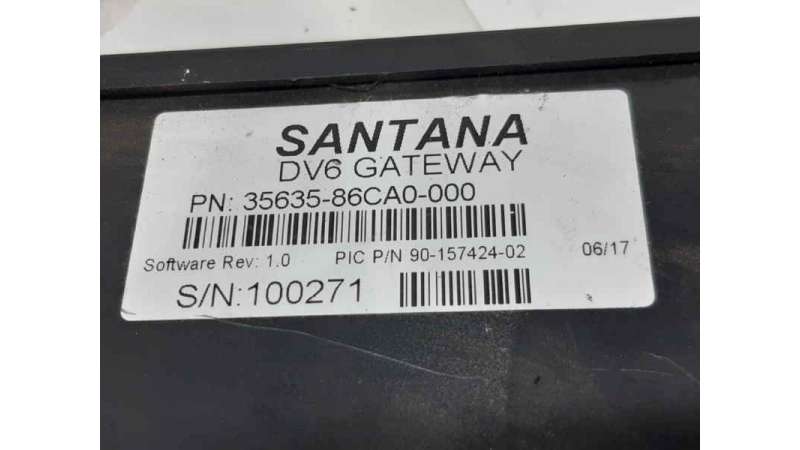 SANTANA
DV6 GATEWAY
PN: 35635-86CA0-000
Software Rev: 1.0 PIC P/N 90-157424-02 06/17
S/N:100271